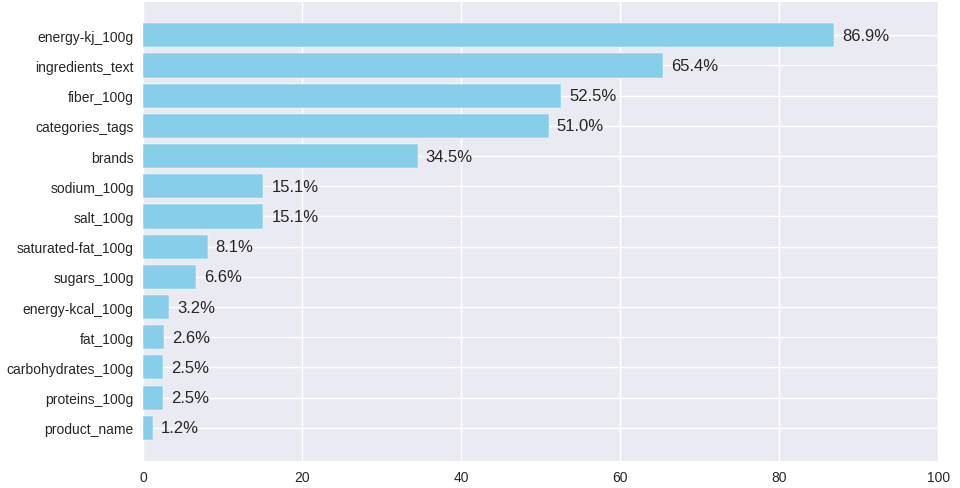 energy-kj_100g 86.9%
ingredients_text 65.4%
fiber_100g 52.5%
categories_tags 51.0%
brands 34.5%
sodium_100g 15.1%
salt_100g 15.1%
saturated-fat_100g 8.1%
sugars_100g 6.6%
energy-kcal_100g 3.2%
fat_100g 2.6%
carbohydrates_100g 2.5%
proteins_100g 2.5%
product_name 1.2%
0 20 40 60 80 100